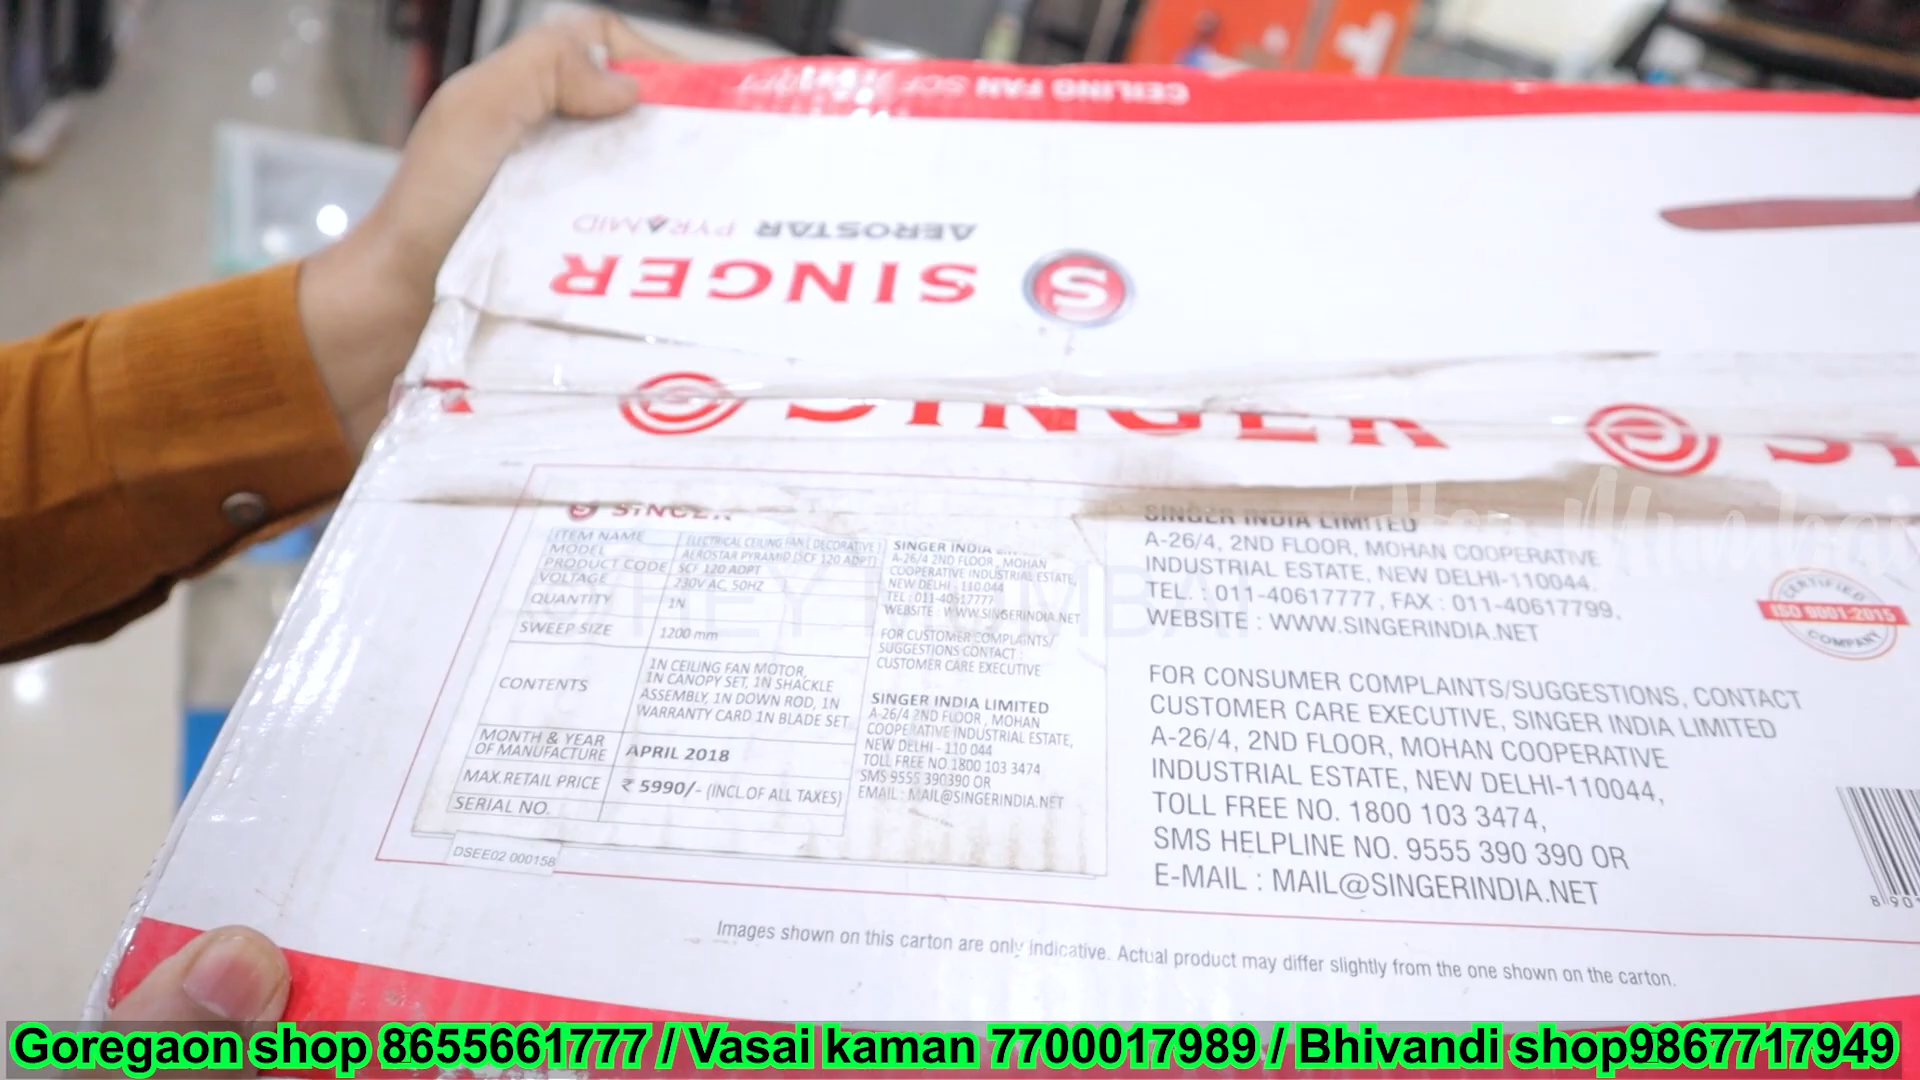 CEILING FAN SCF
AEROSTAR PYRAMID
SINGER
S
SINGER
SINGER
ITEM NAME ELECTRICAL CEILING FAN ( DECORATIVE )
MODEL AEROSTAR PYRAMID (SCF 120 ADPT)
PRODUCT CODE SCF 120 ADPT
VOLTAGE 230V AC, 50HZ
QUANTITY 1N
SWEEP SIZE 1200 mm
CONTENTS 1N CEILING FAN MOTOR,
1N CANOPY SET, 1N SHACKLE
ASSEMBLY, 1N DOWN ROD, 1N
WARRANTY CARD 1N BLADE SET
MONTH & YEAR
OF MANUFACTURE APRIL 2018
MAX.RETAIL PRICE ₹ 5990/- (INCL.OF ALL TAXES)
SERIAL NO.
DSEE02 000158
SINGER INDIA
A-26/4 2ND FLOOR , MOHAN
COOPERATIVE INDUSTRIAL ESTATE,
NEW DELHI - 110 044
TEL : 011-40617777
WEBSITE : WWW.SINGERINDIA.NET
FOR CUSTOMER COMPLAINTS/
SUGGESTIONS CONTACT :
CUSTOMER CARE EXECUTIVE
SINGER INDIA LIMITED
A-26/4 2ND FLOOR , MOHAN
COOPERATIVE INDUSTRIAL ESTATE,
NEW DELHI - 110 044
TOLL FREE NO.1800 103 3474
SMS 9555 390390 OR
EMAIL : MAIL@SINGERINDIA.NET
SINGER INDIA LIMITED
A-26/4, 2ND FLOOR, MOHAN COOPERATIVE
INDUSTRIAL ESTATE, NEW DELHI-110044.
TEL. : 011-40617777, FAX : 011-40617799,
WEBSITE : WWW.SINGERINDIA.NET
FOR CONSUMER COMPLAINTS/SUGGESTIONS, CONTACT
CUSTOMER CARE EXECUTIVE, SINGER INDIA LIMITED
A-26/4, 2ND FLOOR, MOHAN COOPERATIVE
INDUSTRIAL ESTATE, NEW DELHI-110044,
TOLL FREE NO. 1800 103 3474,
SMS HELPLINE NO. 9555 390 390 OR
E-MAIL : MAIL@SINGERINDIA.NET
CERTIFIED
ISO 9001:2015
COMPANY
Hey Mumbai
HEY MUMBAI
Images shown on this carton are only indicative. Actual product may differ slightly from the one shown on the carton.
Goregaon shop 8655661777 / Vasai kaman 7700017989 / Bhivandi shop9867717949